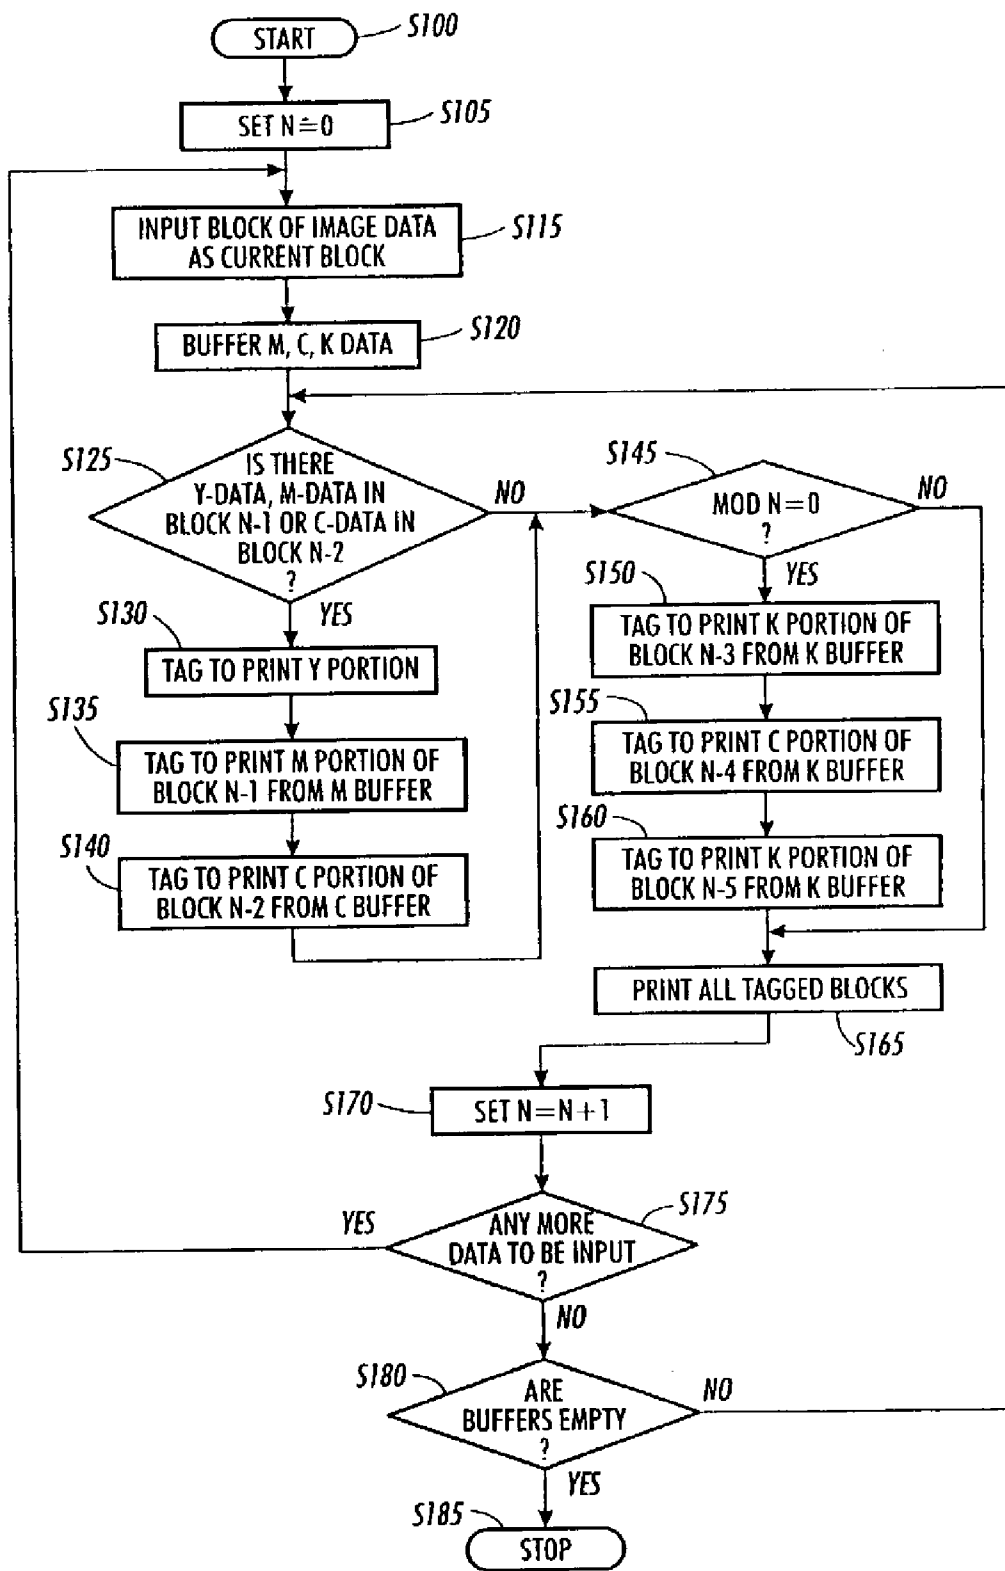 START
S100
SET N=0
S105
INPUT BLOCK OF IMAGE DATA
AS CURRENT BLOCK
S115
BUFFER M, C, K DATA
S120
S125
IS THERE
Y-DATA, M-DATA IN
BLOCK N-1 OR C-DATA IN
BLOCK N-2
?
NO
YES
S130
TAG TO PRINT Y PORTION
S135
TAG TO PRINT M PORTION OF
BLOCK N-1 FROM M BUFFER
S140
TAG TO PRINT C PORTION OF
BLOCK N-2 FROM C BUFFER
S145
MOD N=0
?
NO
YES
S150
TAG TO PRINT K PORTION OF
BLOCK N-3 FROM K BUFFER
S155
TAG TO PRINT C PORTION OF
BLOCK N-4 FROM K BUFFER
S160
TAG TO PRINT K PORTION OF
BLOCK N-5 FROM K BUFFER
PRINT ALL TAGGED BLOCKS
S165
S170
SET N=N+1
S175
ANY MORE
DATA TO BE INPUT
?
YES
NO
S180
ARE
BUFFERS EMPTY
?
NO
YES
S185
STOP